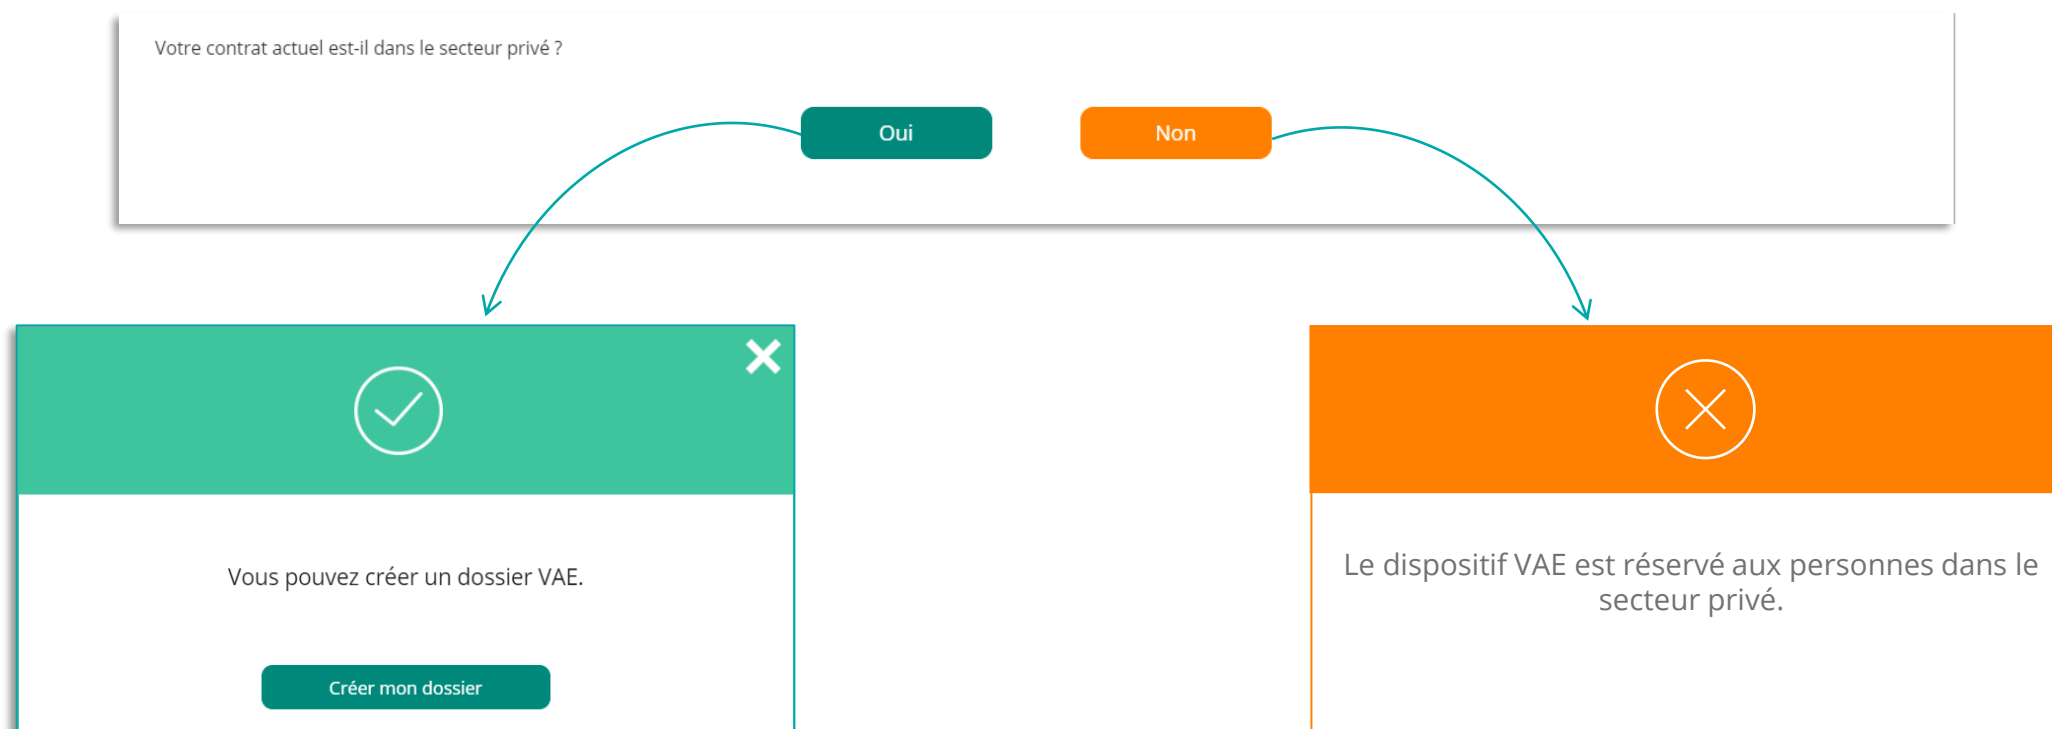 Votre contrat actuel est-il dans le secteur privé ?
Oui
Non
Vous pouvez créer un dossier VAE.
Créer mon dossier
Le dispositif VAE est réservé aux personnes dans le
secteur privé.